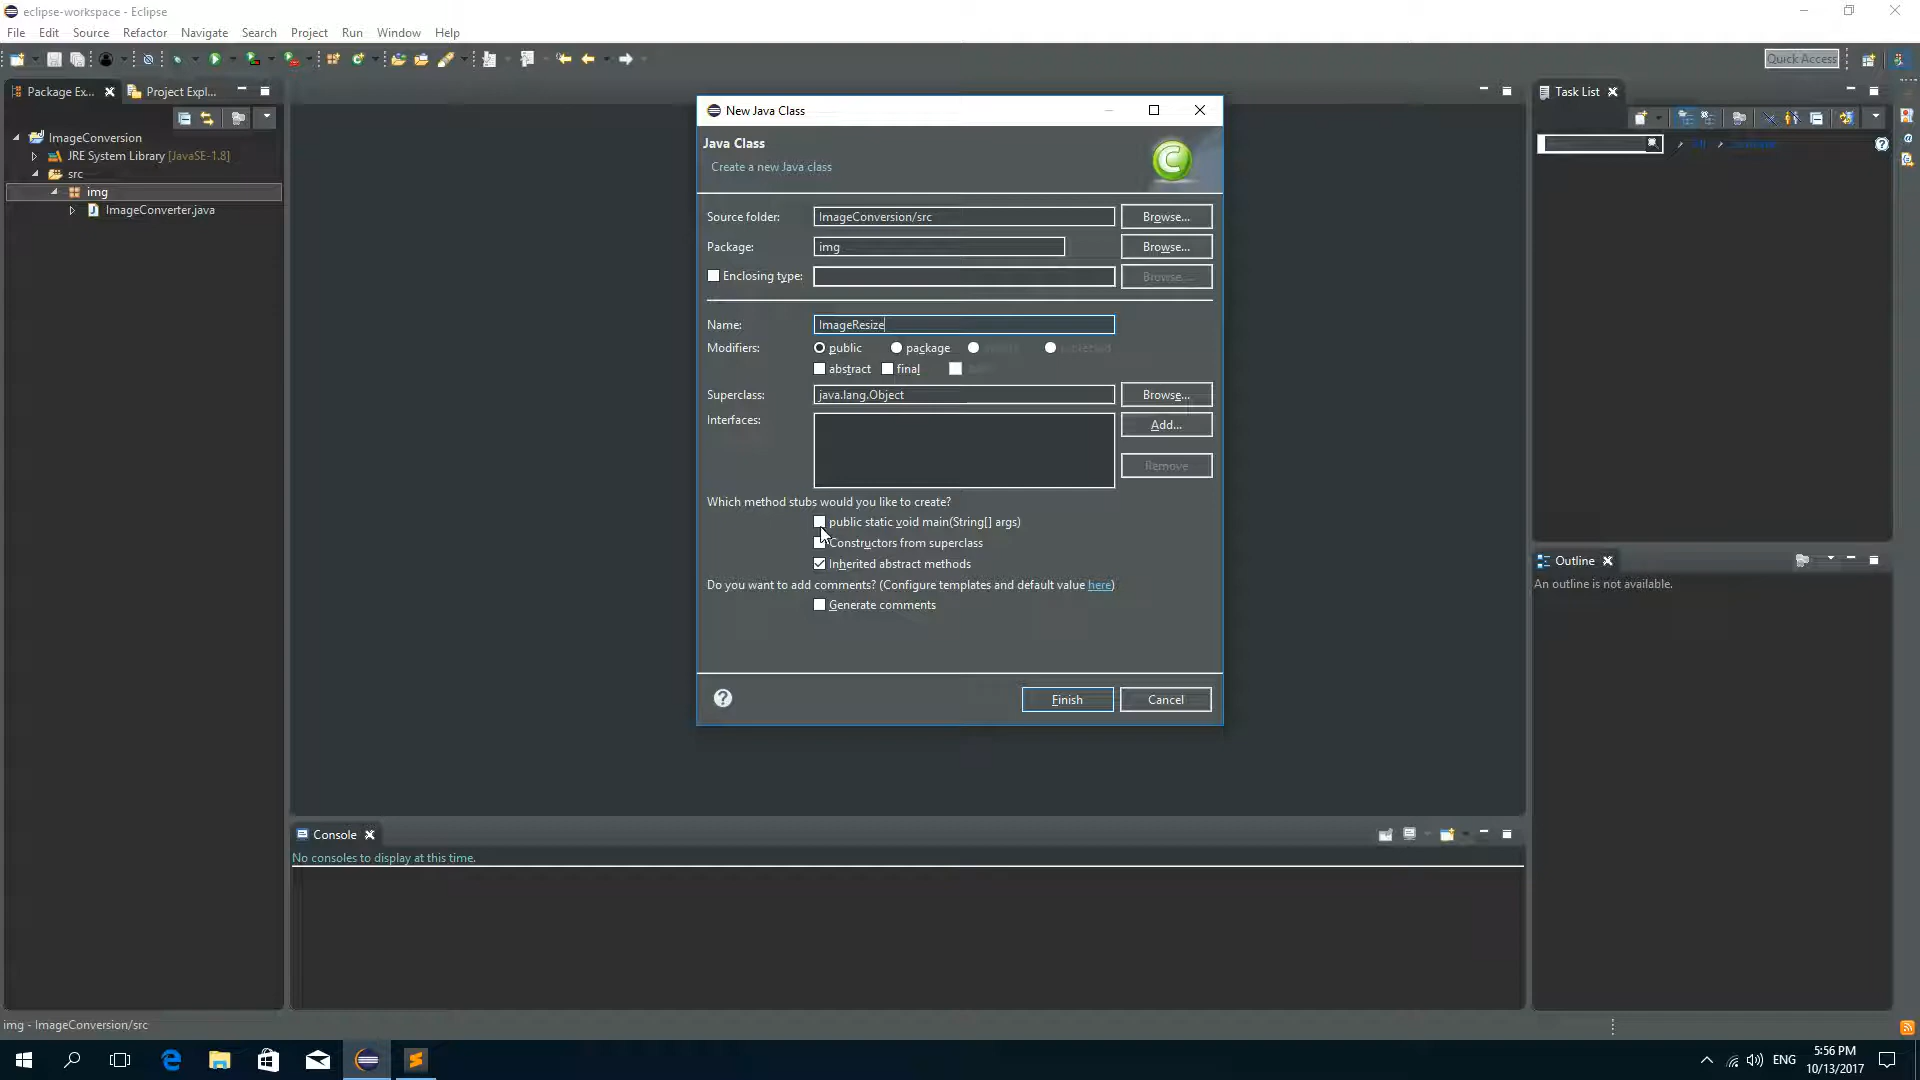 eclipse-workspace - Eclipse
File Edit Source Refactor Navigate Search Project Run Window Help
Quick Access
Package Ex...
Project Expl...
Task List
ImageConversion
JRE System Library [JavaSE-1.8]
src
img
ImageConverter.java
New Java Class
Java Class
Create a new Java class
Source folder: ImageConversion/src Browse...
Package: img Browse...
Enclosing type: Browse...
Name: ImageResize
Modifiers: public package
abstract final
Superclass: java.lang.Object Browse...
Interfaces: Add...
Remove
Which method stubs would you like to create?
public static void main(String[] args)
Constructors from superclass
Inherited abstract methods
Do you want to add comments? (Configure templates and default value here)
Generate comments
Finish Cancel
Outline
An outline is not available.
Console
No consoles to display at this time.
img - ImageConversion/src
ENG
5:56 PM
10/13/2017